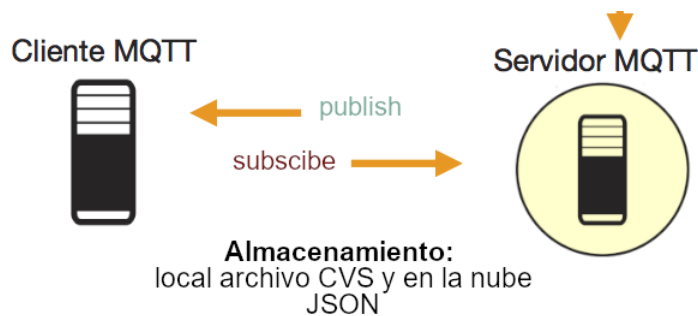 Cliente MQTT
Servidor MQTT
publish
subscibe
Almacenamiento:
local archivo CVS y en la nube
JSON